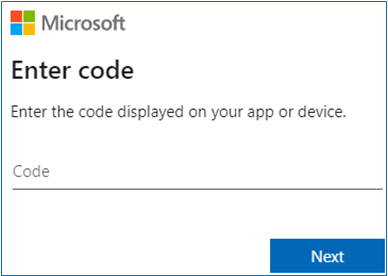 Microsoft
Enter code
Enter the code displayed on your app or device.
Code
Next